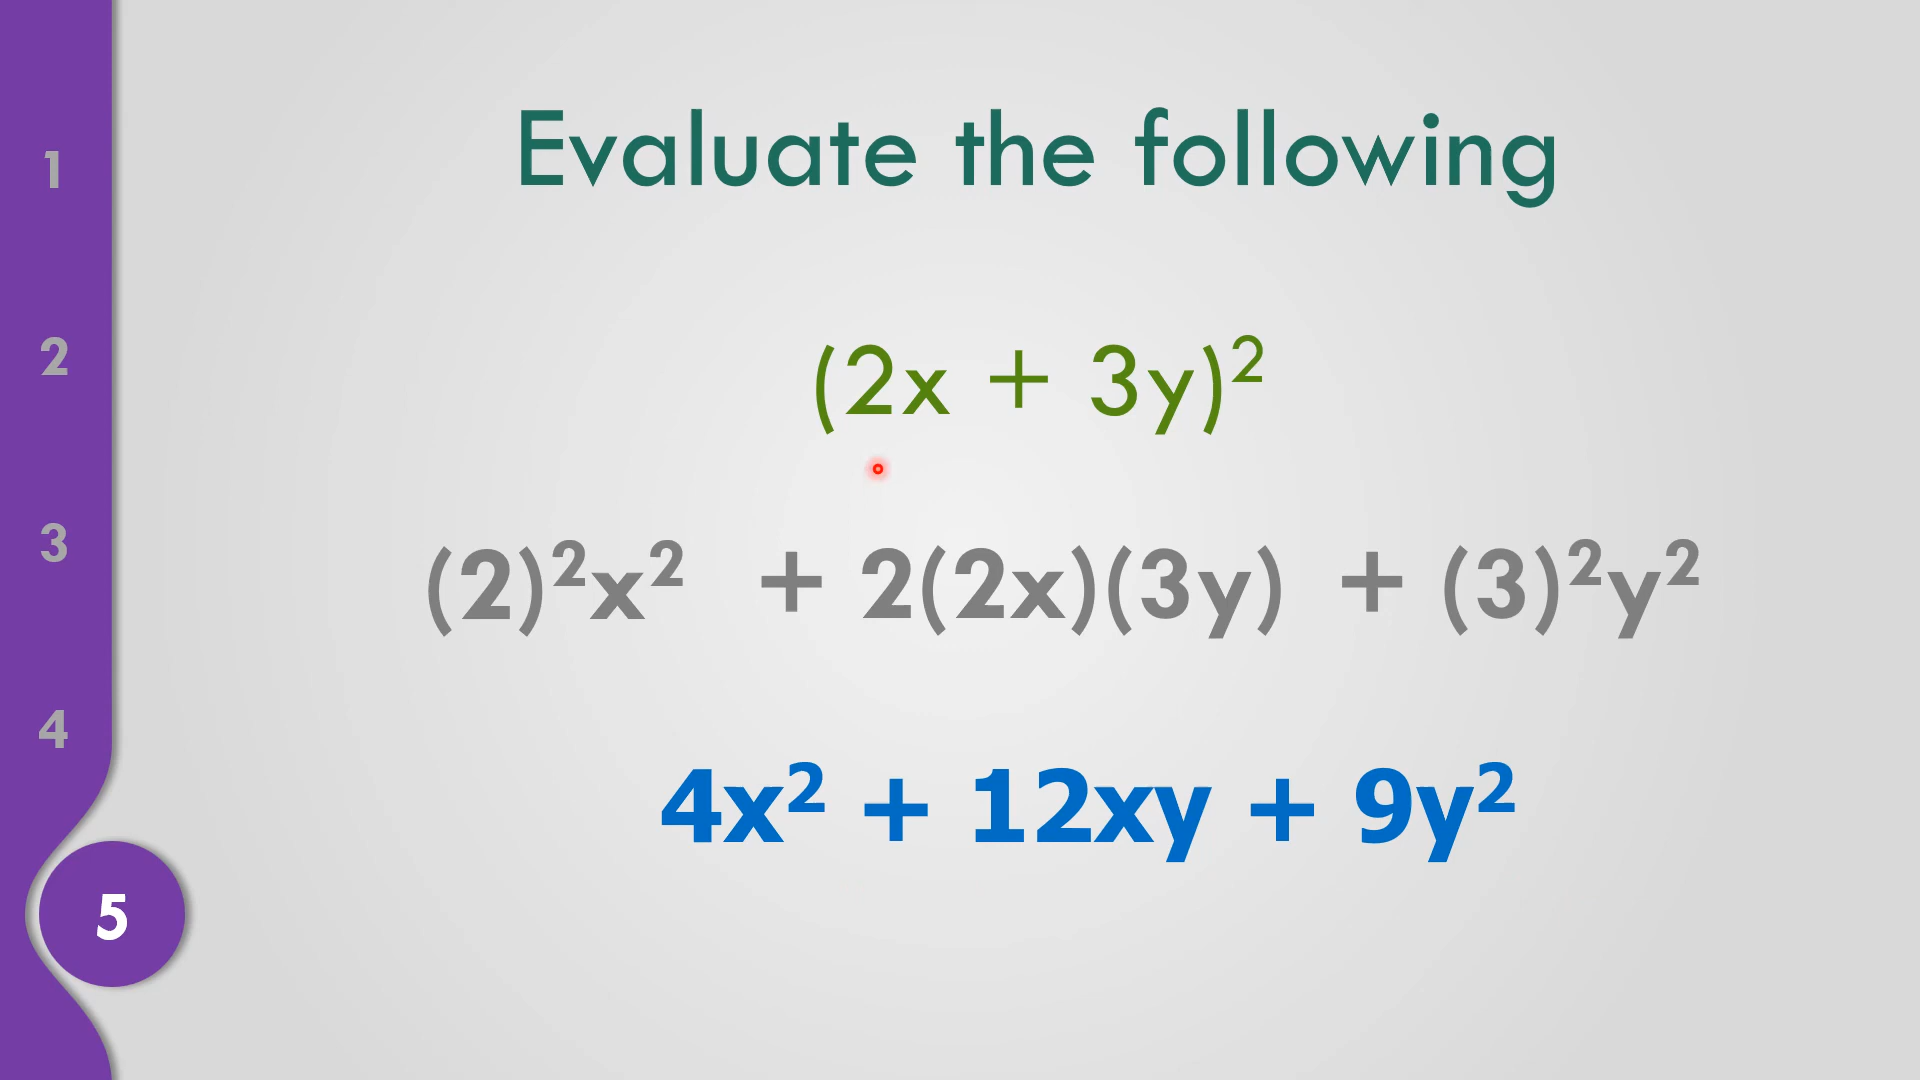 Evaluate the following
(2x + 3y)²
(2)²x² + 2(2x)(3y) + (3)²y²
4x² + 12xy + 9y²
1
2
3
4
5